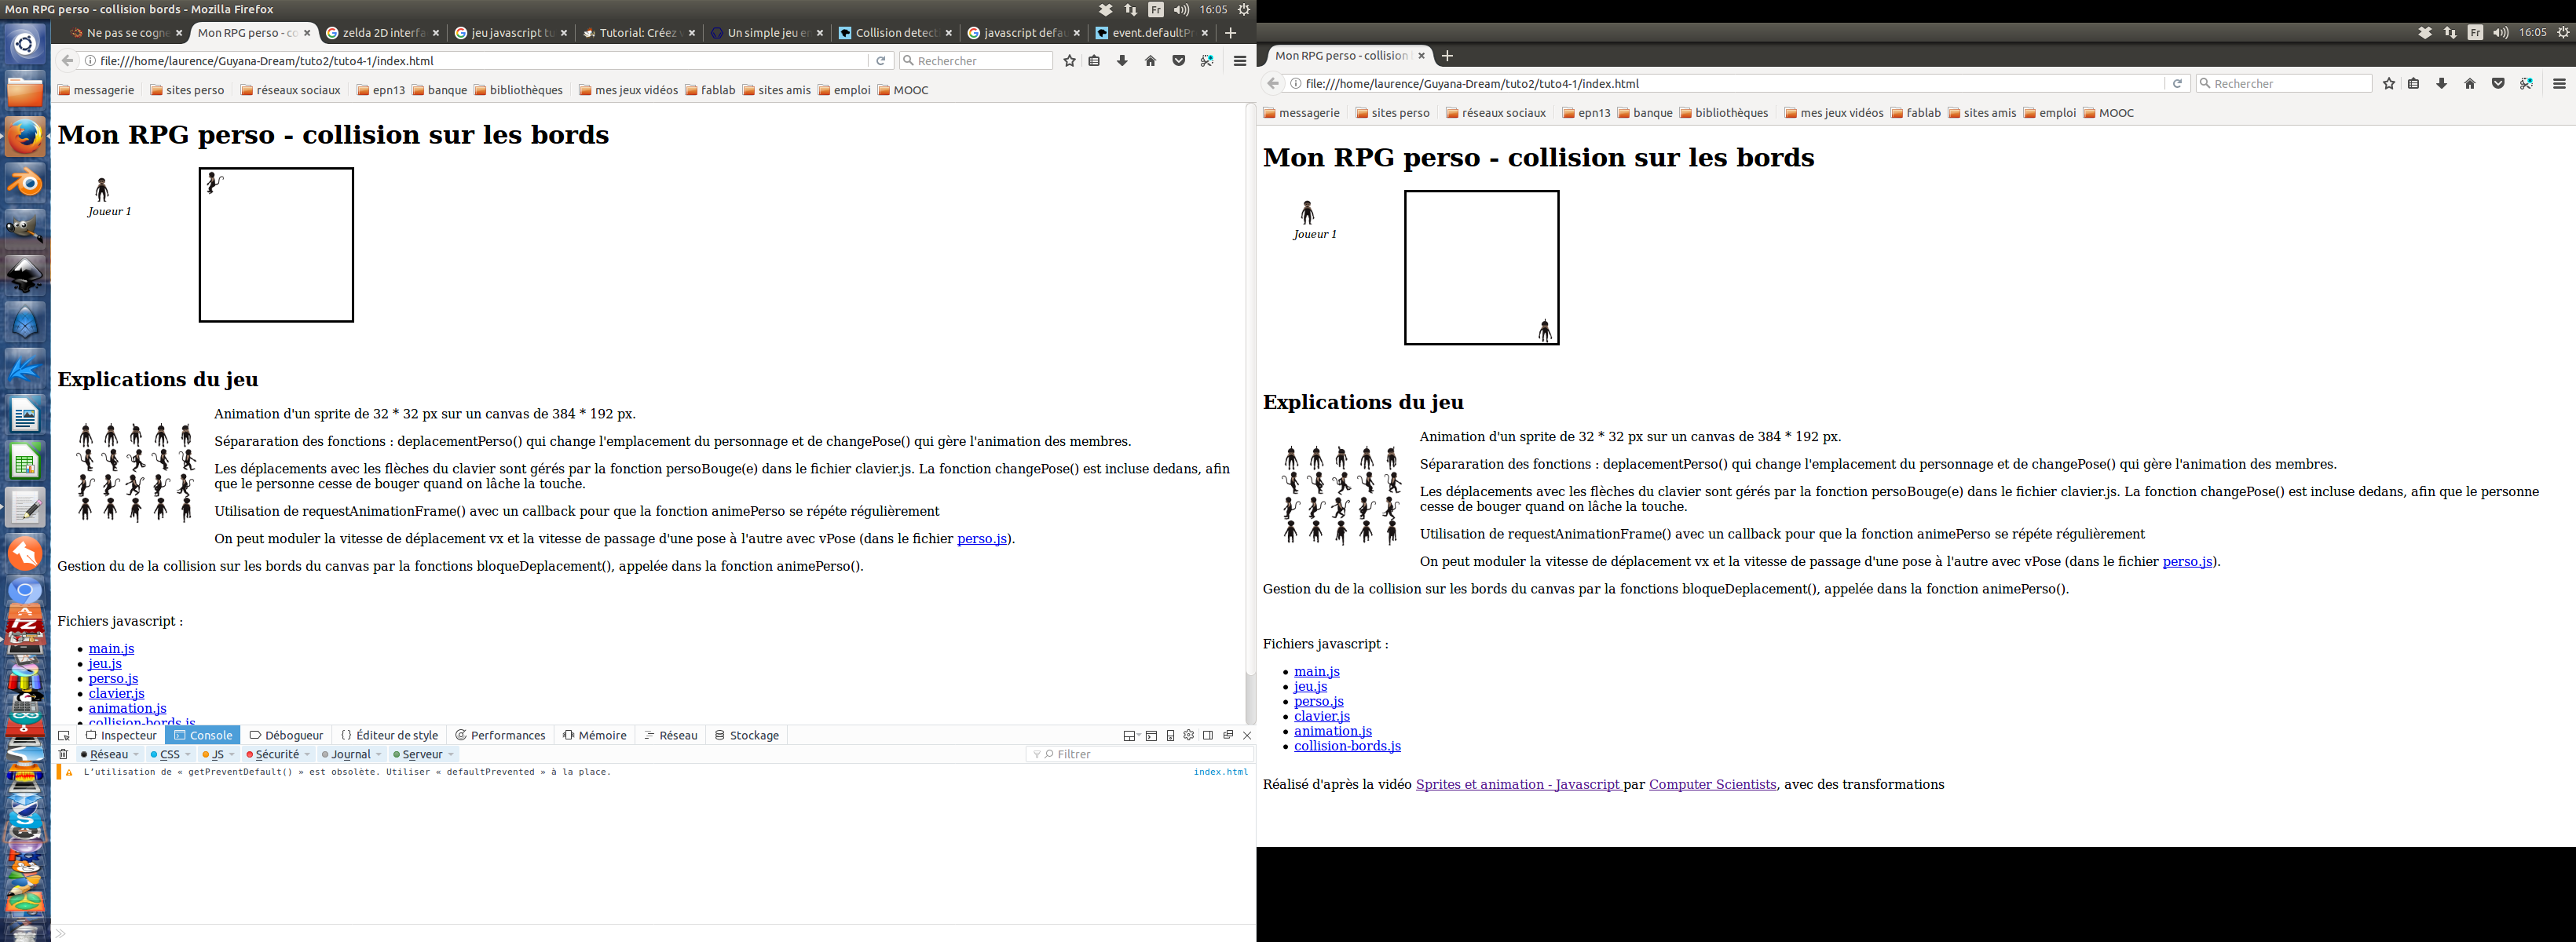 Mon RPG perso - collision bords - Mozilla Firefox
Fr
16:05
Ne pas se cogne
Mon RPG perso - co
zelda 2D interfa
jeu javascript tu
Tutorial: Créez v
Un simple jeu en
Collision detect
javascript defau
event.defaultPr
file:///home/laurence/Guyana-Dream/tuto2/tuto4-1/index.html
Rechercher
messagerie
sites perso
réseaux sociaux
epn13
banque
bibliothèques
mes jeux vidéos
fablab
sites amis
emploi
MOOC
Mon RPG perso - collision sur les bords
Joueur 1
Explications du jeu
Animation d'un sprite de 32 * 32 px sur un canvas de 384 * 192 px.
Sépararation des fonctions : deplacementPerso() qui change l'emplacement du personnage et de changePose() qui gère l'animation des membres.
Les déplacements avec les flèches du clavier sont gérés par la fonction persoBouge(e) dans le fichier clavier.js. La fonction changePose() est incluse dedans, afin
que le personne cesse de bouger quand on lâche la touche.
Utilisation de requestAnimationFrame() avec un callback pour que la fonction animePerso se répéte régulièrement
On peut moduler la vitesse de déplacement vx et la vitesse de passage d'une pose à l'autre avec vPose (dans le fichier perso.js).
Gestion du de la collision sur les bords du canvas par la fonctions bloqueDeplacement(), appelée dans la fonction animePerso().
Fichiers javascript :
main.js
jeu.js
perso.js
clavier.js
animation.js
collision-bords.js
Inspecteur
Console
Débogueur
Éditeur de style
Performances
Mémoire
Réseau
Stockage
Réseau
CSS
JS
Sécurité
Journal
Serveur
Filtrer
L'utilisation de « getPreventDefault() » est obsolète. Utiliser « defaultPrevented » à la place.
index.html
Fr
16:05
Mon RPG perso - collision
file:///home/laurence/Guyana-Dream/tuto2/tuto4-1/index.html
Rechercher
messagerie
sites perso
réseaux sociaux
epn13
banque
bibliothèques
mes jeux vidéos
fablab
sites amis
emploi
MOOC
Mon RPG perso - collision sur les bords
Joueur 1
Explications du jeu
Animation d'un sprite de 32 * 32 px sur un canvas de 384 * 192 px.
Sépararation des fonctions : deplacementPerso() qui change l'emplacement du personnage et de changePose() qui gère l'animation des membres.
Les déplacements avec les flèches du clavier sont gérés par la fonction persoBouge(e) dans le fichier clavier.js. La fonction changePose() est incluse dedans, afin que le personne
cesse de bouger quand on lâche la touche.
Utilisation de requestAnimationFrame() avec un callback pour que la fonction animePerso se répéte régulièrement
On peut moduler la vitesse de déplacement vx et la vitesse de passage d'une pose à l'autre avec vPose (dans le fichier perso.js).
Gestion du de la collision sur les bords du canvas par la fonctions bloqueDeplacement(), appelée dans la fonction animePerso().
Fichiers javascript :
main.js
jeu.js
perso.js
clavier.js
animation.js
collision-bords.js
Réalisé d'après la vidéo Sprites et animation - Javascript par Computer Scientists, avec des transformations